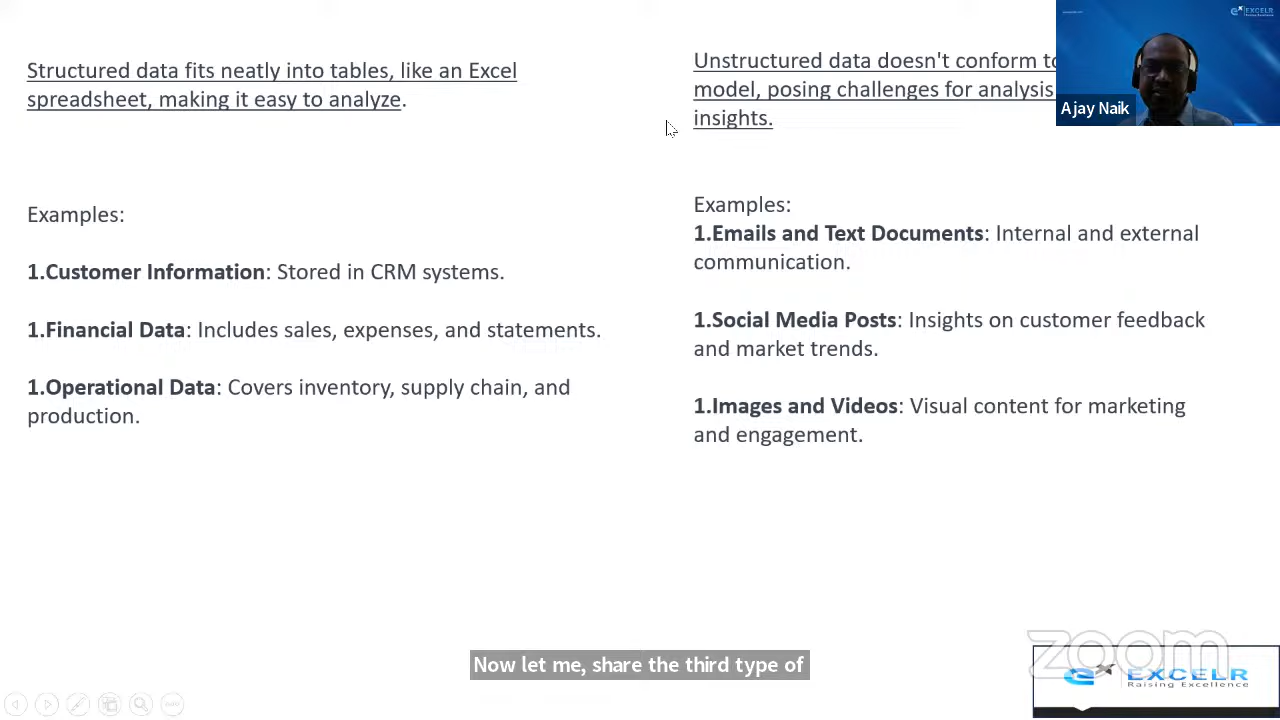 Structured data fits neatly into tables, like an Excel
spreadsheet, making it easy to analyze.
Examples:
1.Customer Information: Stored in CRM systems.
1.Financial Data: Includes sales, expenses, and statements.
1.Operational Data: Covers inventory, supply chain, and
production.
Unstructured data doesn't conform to
model, posing challenges for analysis
insights.
Examples:
1.Emails and Text Documents: Internal and external
communication.
1.Social Media Posts: Insights on customer feedback
and market trends.
1.Images and Videos: Visual content for marketing
and engagement.
EXCELR
Raising Excellence
Ajay Naik
Now let me, share the third type of
zoom
EXCELR
Raising Excellence